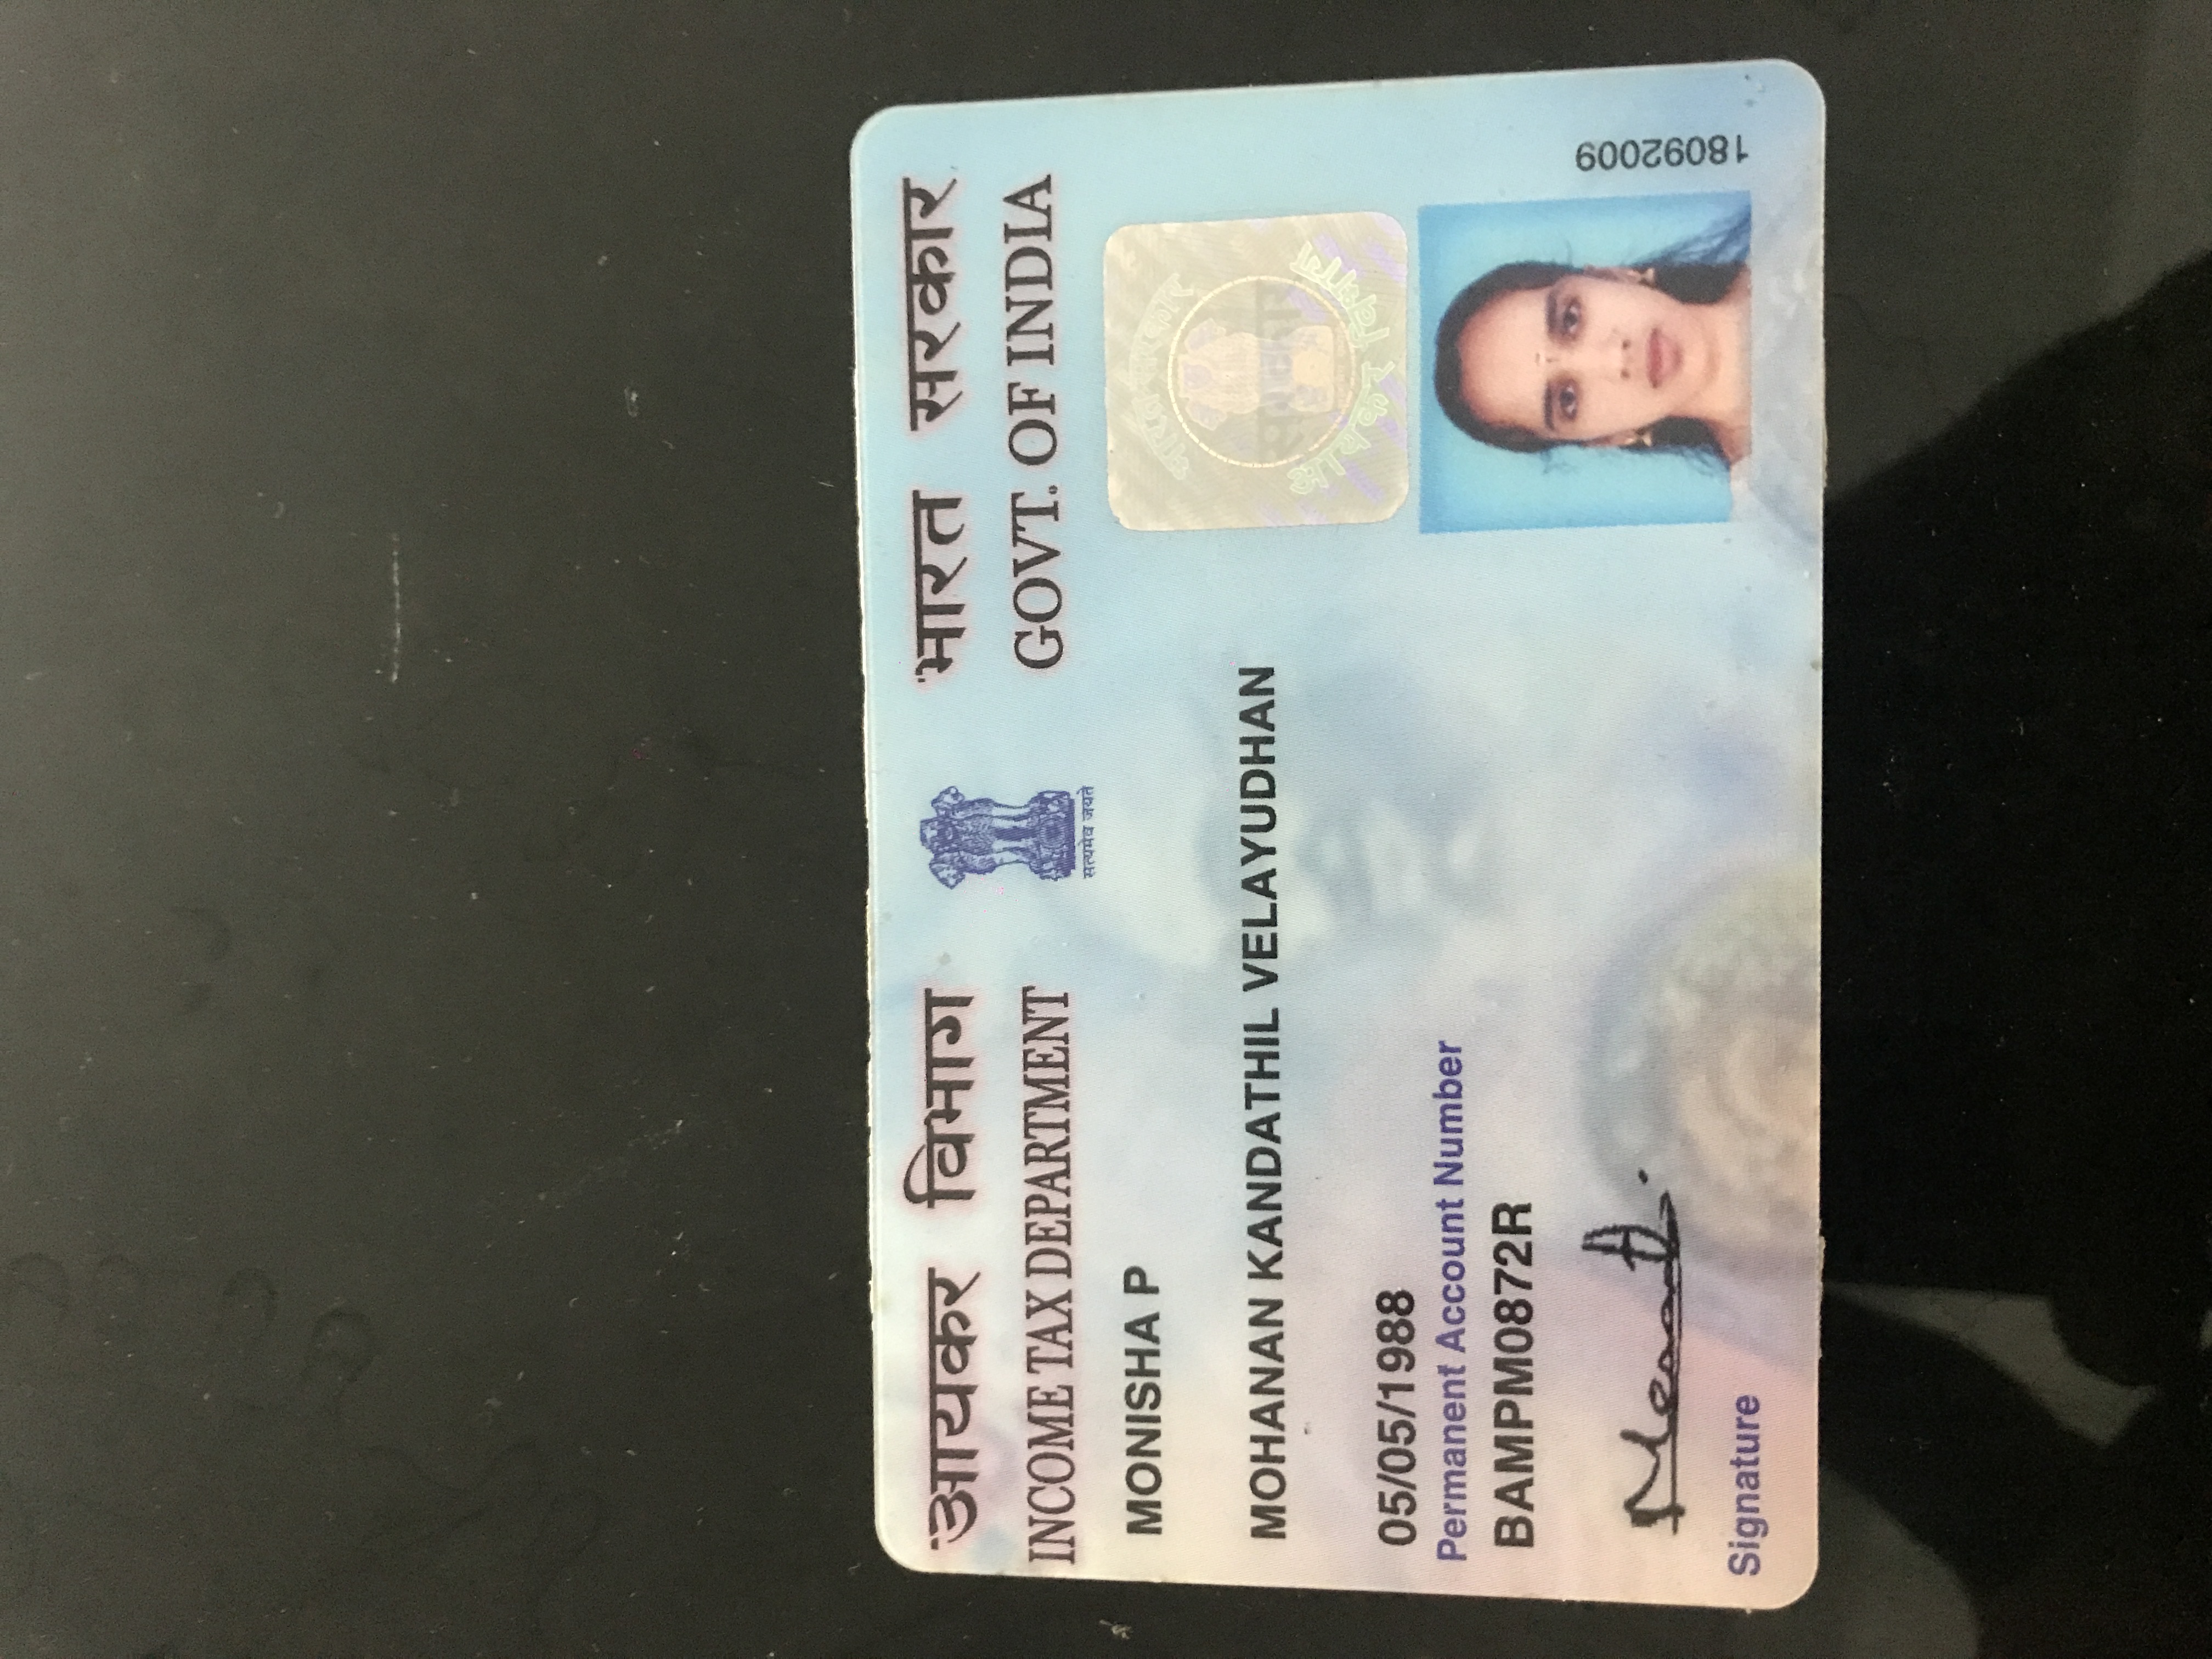 आयकर विभाग
INCOME TAX DEPARTMENT
सत्यमेव जयते
भारत सरकार
GOVT. OF INDIA
MONISHA P
MOHANAN KANDATHIL VELAYUDHAN
05/05/1988
Permanent Account Number
BAMPM0872R
Signature
भारत सरकार
आयकर विभाग
18092009